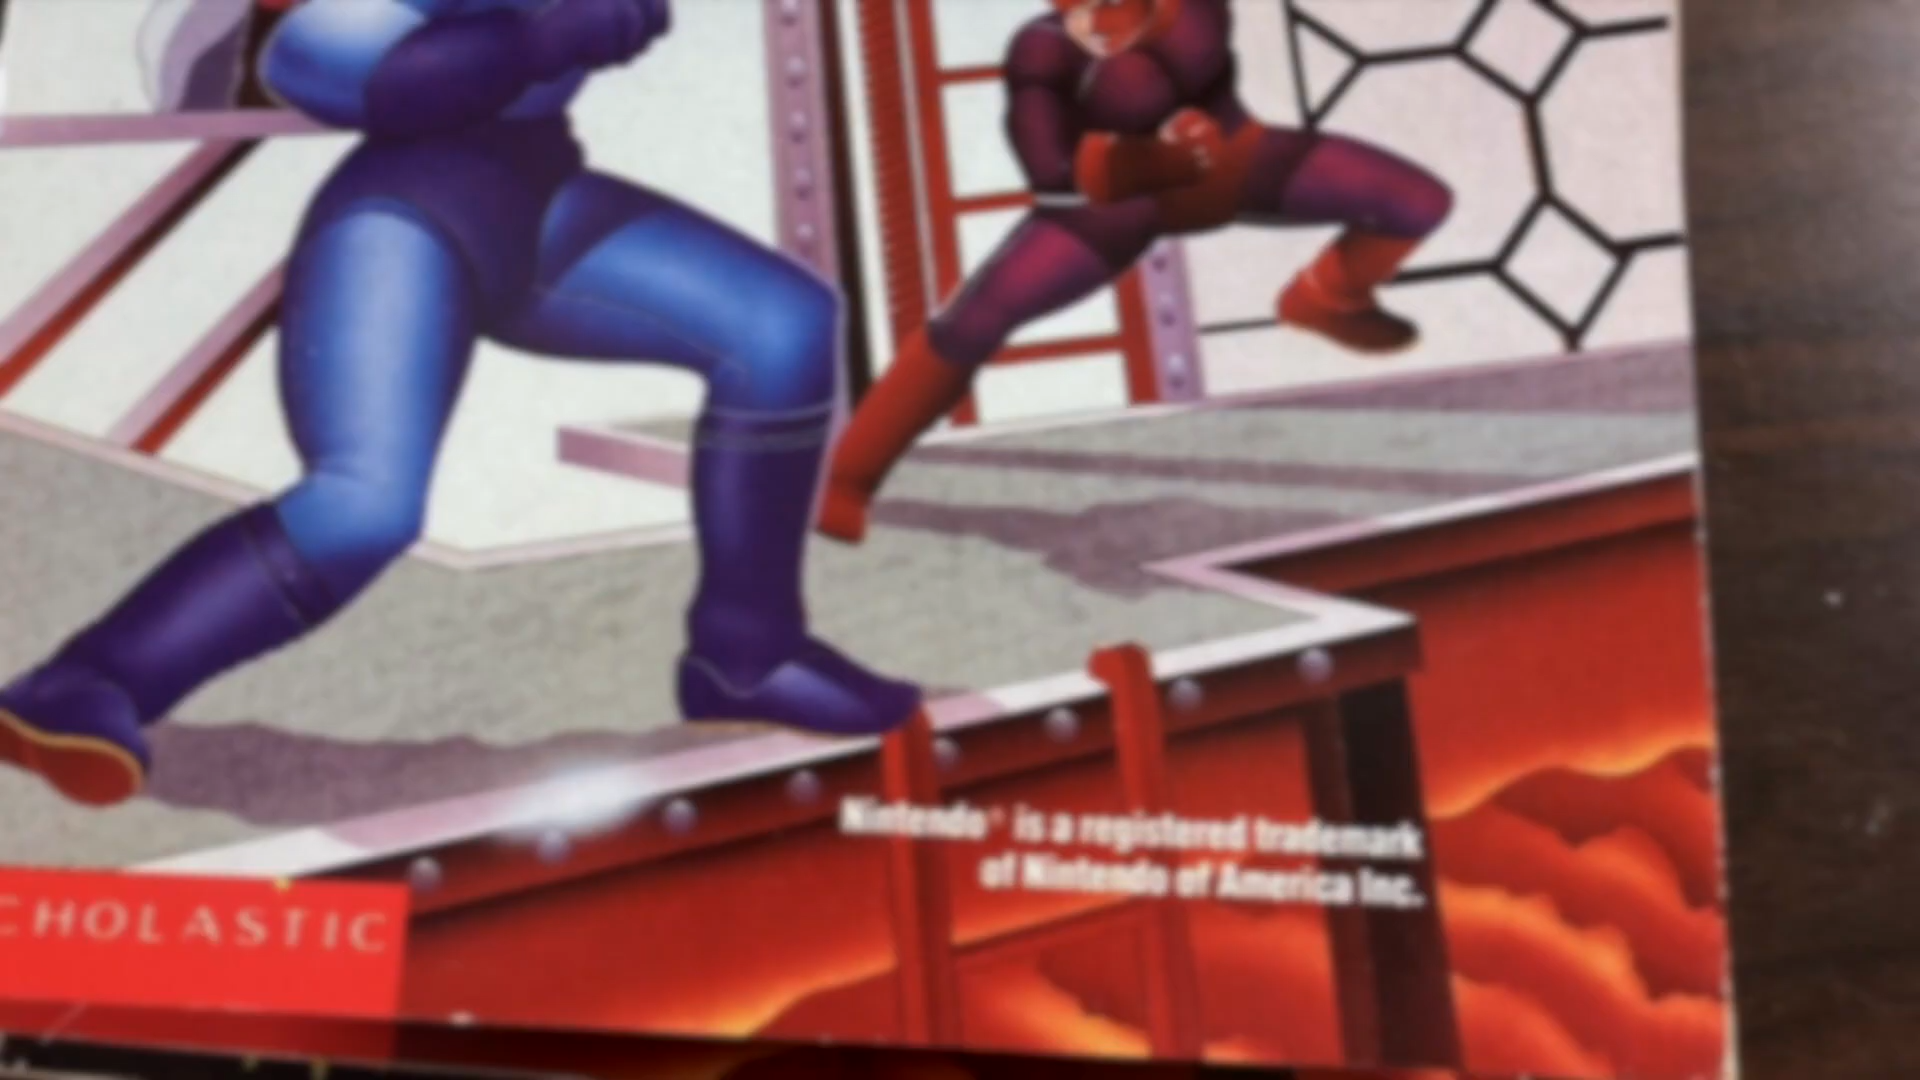 Nintendo® is a registered trademark
of Nintendo of America Inc.
CHOLASTIC